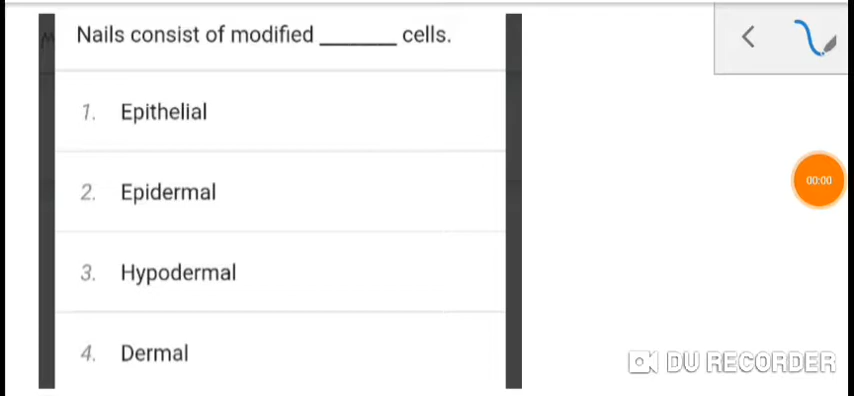 Nails consist of modified _______ cells.
1. Epithelial
2. Epidermal
3. Hypodermal
4. Dermal
00:00
DU RECORDER